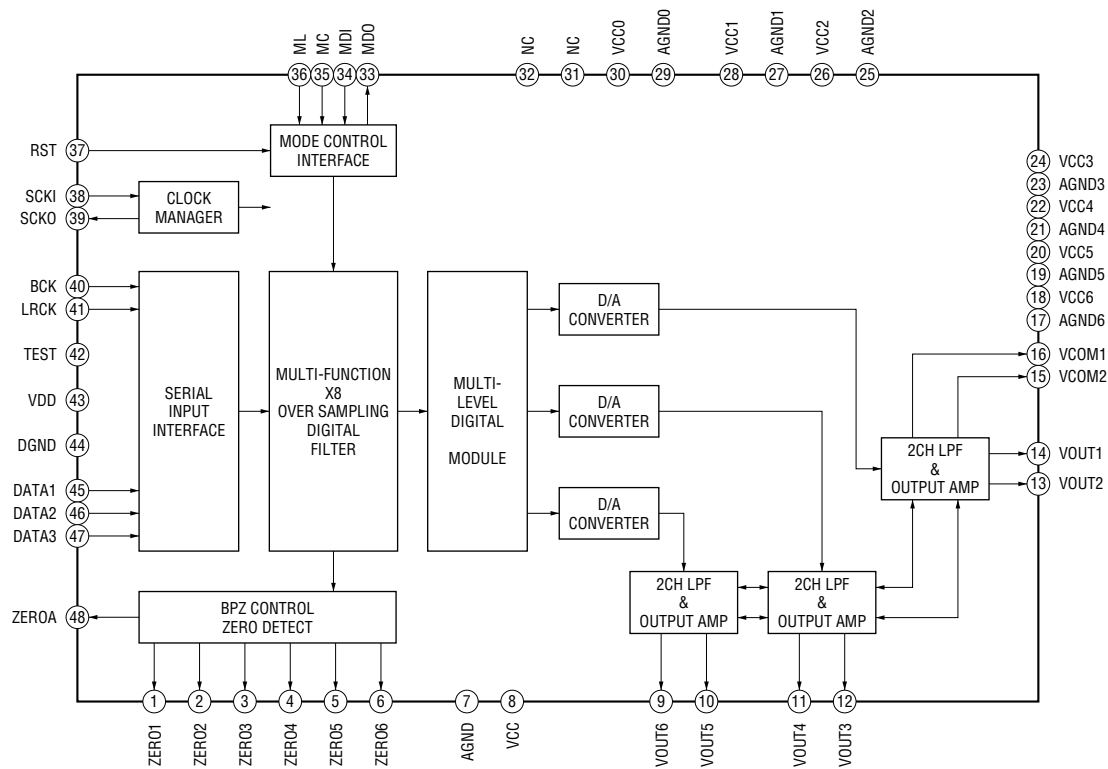 ML
MC
MDI
MDO
NC
NC
VCC0
AGND0
VCC1
AGND1
VCC2
AGND2
36
35
34
33
32
31
30
29
28
27
26
25
RST
37
MODE CONTROL
INTERFACE
SCKI
38
SCKO
39
CLOCK
MANAGER
24
VCC3
23
AGND3
22
VCC4
21
AGND4
20
VCC5
19
AGND5
18
VCC6
17
AGND6
16
VCOM1
15
VCOM2
14
VOUT1
13
VOUT2
BCK
40
LRCK
41
TEST
42
VDD
43
DGND
44
DATA1
45
DATA2
46
DATA3
47
ZEROA
48
SERIAL
INPUT
INTERFACE
MULTI-FUNCTION
X8
OVER SAMPLING
DIGITAL
FILTER
MULTI-
LEVEL
DIGITAL
MODULE
D/A
CONVERTER
D/A
CONVERTER
D/A
CONVERTER
2CH LPF
&
OUTPUT AMP
2CH LPF
&
OUTPUT AMP
2CH LPF
&
OUTPUT AMP
BPZ CONTROL
ZERO DETECT
1
2
3
4
5
6
7
8
9
10
11
12
ZERO1
ZERO2
ZERO3
ZERO4
ZERO5
ZERO6
AGND
VCC
VOUT6
VOUT5
VOUT4
VOUT3